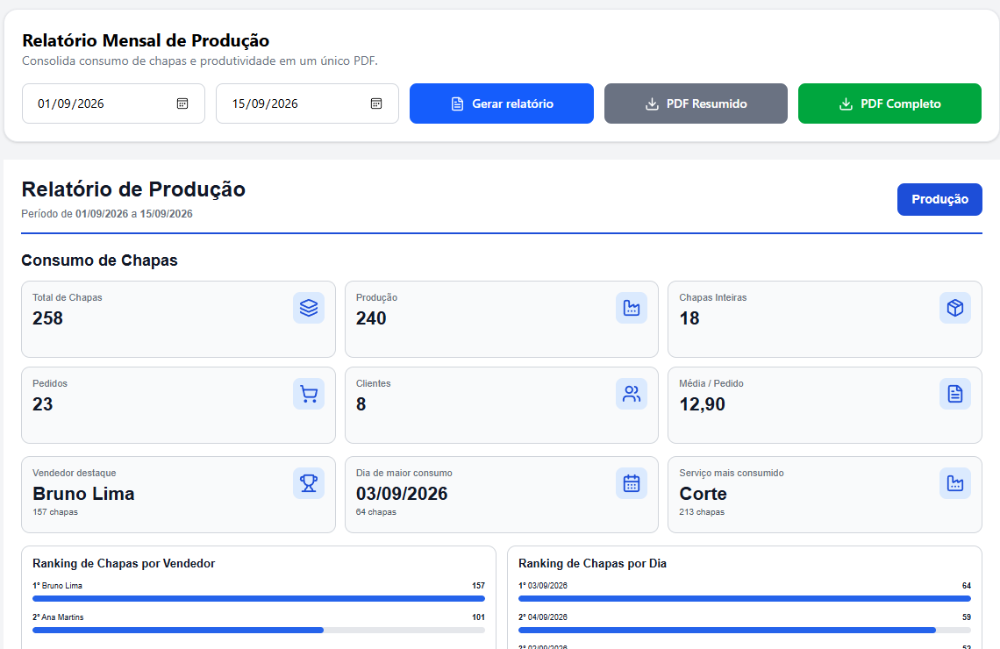 Relatório Mensal de Produção
Consolida consumo de chapas e produtividade em um único PDF.
01/09/2026 15/09/2026 Gerar relatório PDF Resumido PDF Completo
Relatório de Produção
Produção
Período de 01/09/2026 a 15/09/2026
Consumo de Chapas
Total de Chapas
258
Produção
240
Chapas Inteiras
18
Pedidos
23
Clientes
8
Média / Pedido
12,90
Vendedor destaque
Bruno Lima
157 chapas
Dia de maior consumo
03/09/2026
64 chapas
Serviço mais consumido
Corte
213 chapas
Ranking de Chapas por Vendedor
1º Bruno Lima 157
2º Ana Martins 101
Ranking de Chapas por Dia
1º 03/09/2026 64
2º 04/09/2026 59